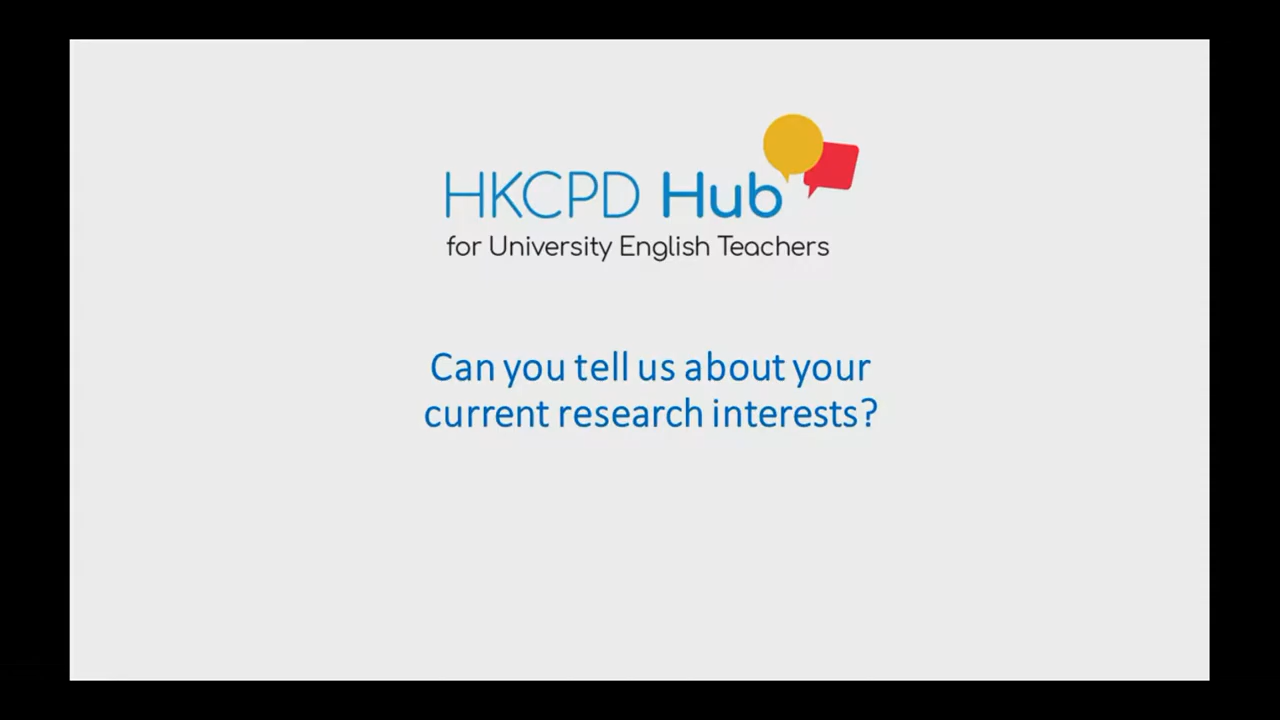 HKCPD Hub
for University English Teachers
Can you tell us about your
current research interests?